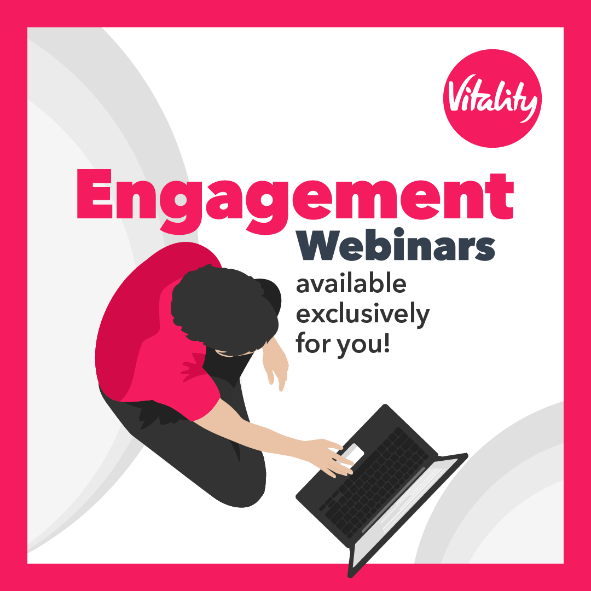 Vitality
Engagement
Webinars
available
exclusively
for you!